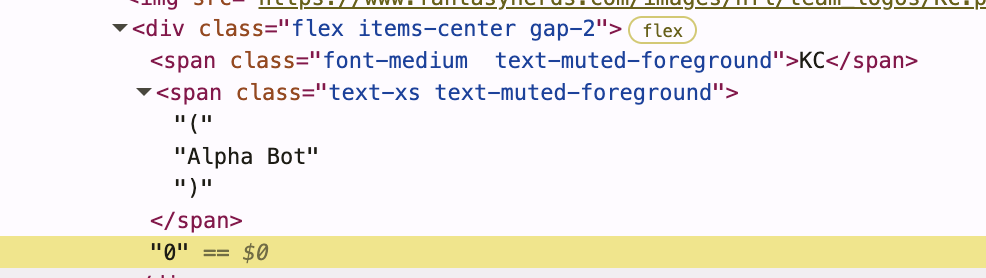 <img src="https://www.fantasynerds.com/images/nfl/team_logos/KC.p
▼<div class="flex items-center gap-2"> flex
<span class="font-medium  text-muted-foreground">KC</span>
▼<span class="text-xs text-muted-foreground">
"("
"Alpha Bot"
")"
</span>
"0" == $0
</div>